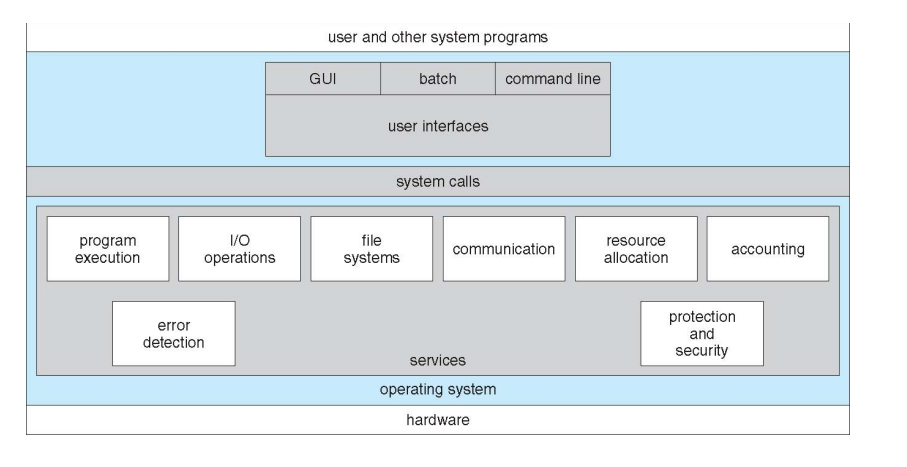 user and other system programs
GUI
batch
command line
user interfaces
system calls
program
execution
I/O
operations
file
systems
communication
resource
allocation
accounting
error
detection
protection
and
security
services
operating system
hardware